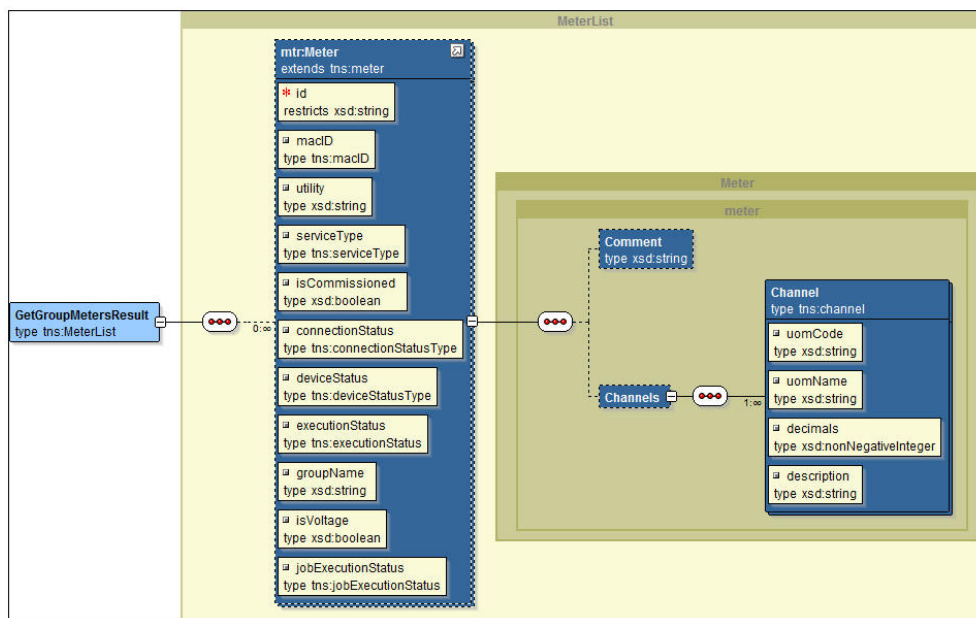 MeterList
mtr:Meter
extends tns:meter
id
restricts xsd:string
macID
type tns:macID
utility
type xsd:string
serviceType
type tns:serviceType
isCommissioned
type xsd:boolean
connectionStatus
type tns:connectionStatusType
deviceStatus
type tns:deviceStatusType
executionStatus
type tns:executionStatus
groupName
type xsd:string
isVoltage
type xsd:boolean
jobExecutionStatus
type tns:jobExecutionStatus
GetGroupMetersResult
type tns:MeterList
0:∞
Meter
meter
Comment
type xsd:string
Channels
1:∞
Channel
type tns:channel
uomCode
type xsd:string
uomName
type xsd:string
decimals
type xsd:nonNegativeInteger
description
type xsd:string